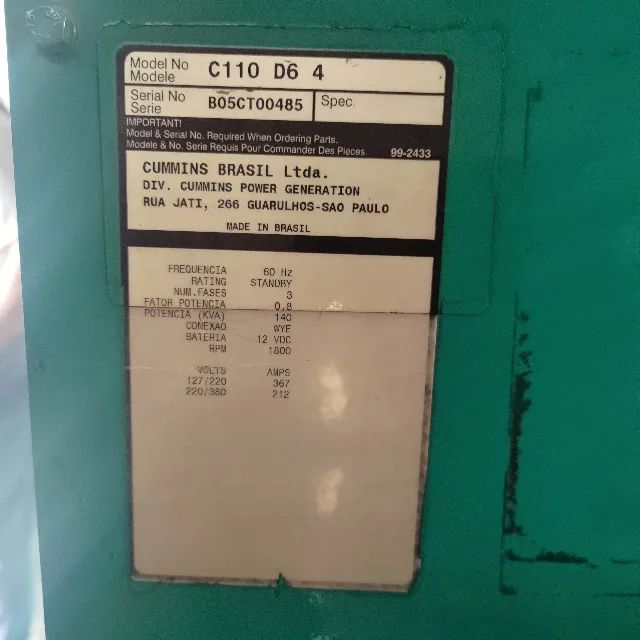 Model No
Modele
C110 D6 4
Serial No
Serie
B05CT00485
Spec.
IMPORTANT!
Model & Serial No. Required When Ordering Parts.
Modele & No. Serie Requis Pour Commander Des Pieces.
99-2433
CUMMINS BRASIL Ltda.
DIV. CUMMINS POWER GENERATION
RUA JATI, 266 GUARULHOS-SAO PAULO
MADE IN BRASIL
FREQUENCIA 60 Hz
RATING STANDBY
NUM.FASES 3
FATOR POTENCIA 0.8
POTENCIA (KVA) 140
CONEXAO WYE
BATERIA 12 VDC
RPM 1800
VOLTS AMPS
127/220 367
220/380 212